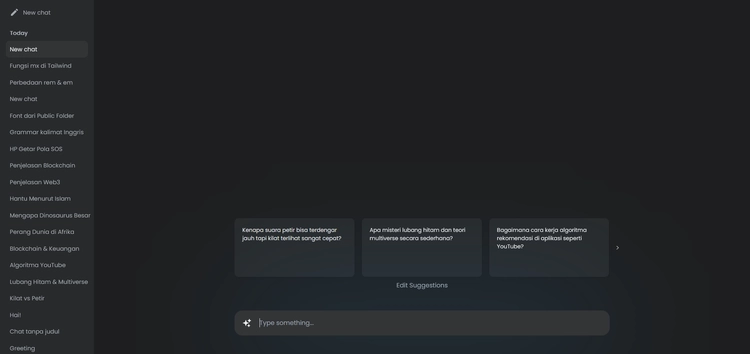 New chat
Today
New chat
Fungsi mx di Tailwind
Perbedaan rem & em
New chat
Font dari Public Folder
Grammar kalimat Inggris
HP Getar Pola SOS
Penjelasan Blockchain
Penjelasan Web3
Hantu Menurut Islam
Mengapa Dinosaurus Besar
Perang Dunia di Afrika
Blockchain & Keuangan
Algoritma YouTube
Lubang Hitam & Multiverse
Kilat vs Petir
Hari
Chat tanpa judul
Greeting
Kenapa suara petir bisa terdengar
jauh tapi kilat terlihat sangat cepat?
Apa misteri lubang hitam dan teori
multiverse secara sederhana?
Bagaimana cara kerja algoritma
rekomendasi di aplikasi seperti
YouTube?
Edit Suggestions
Type something...